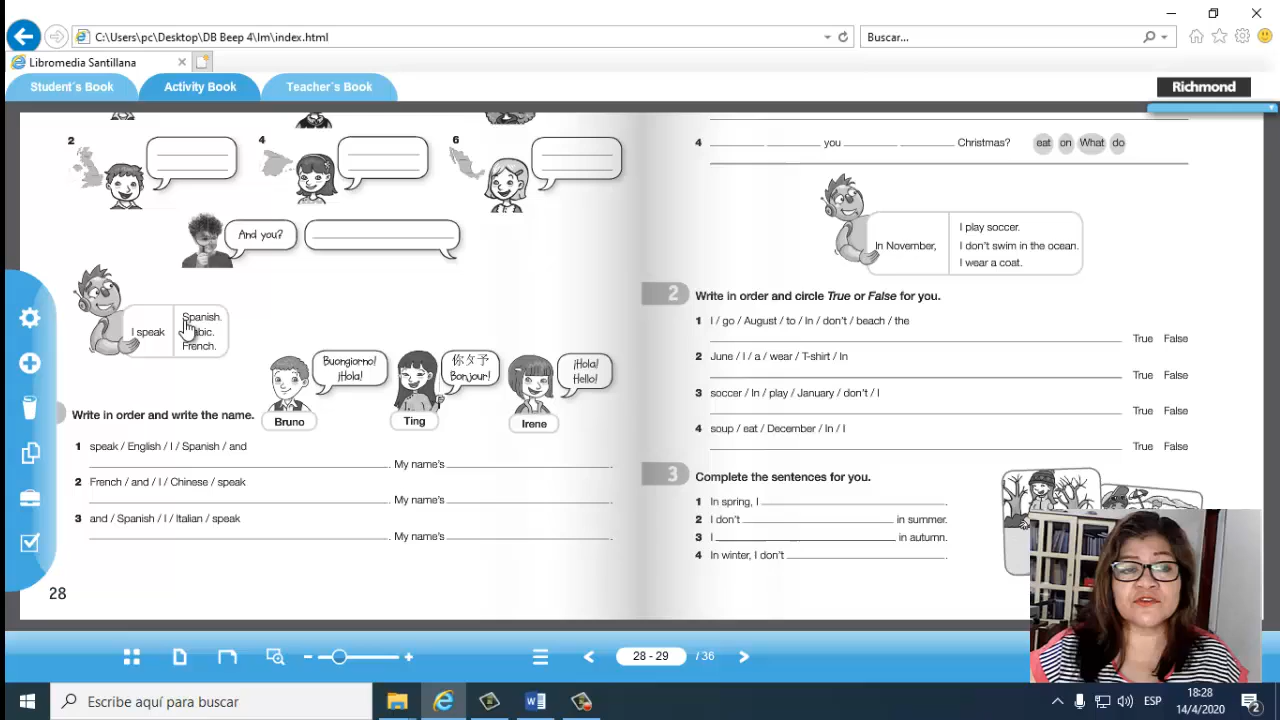 C:\Users\pc\Desktop\DB Beep 4\lm\index.html
Buscar...
Libromedia Santillana
Student´s Book
Activity Book
Teacher´s Book
Richmond
2
4
6
And you?
I speak
Spanish.
French.
Buongiorno!
¡Hola!
Bonjour!
¡Hola!
Hello!
Bruno
Ting
Irene
Write in order and write the name.
1 speak / English / I / Spanish / and
My name's
2 French / and / I / Chinese / speak
My name's
3 and / Spanish / I / Italian / speak
My name's
28
4 you Christmas? eat on What do
In November,
I play soccer.
I don't swim in the ocean.
I wear a coat.
2 Write in order and circle True or False for you.
1 I / go / August / to / In / don't / beach / the
True False
2 June / I / a / wear / T-shirt / In
True False
3 soccer / In / play / January / don't / I
True False
4 soup / eat / December / In / I
True False
3 Complete the sentences for you.
1 In spring, I .
2 I don't in summer.
3 I in autumn.
4 In winter, I don't .
28 - 29 / 36
Escribe aquí para buscar
ESP
18:28
14/4/2020
2